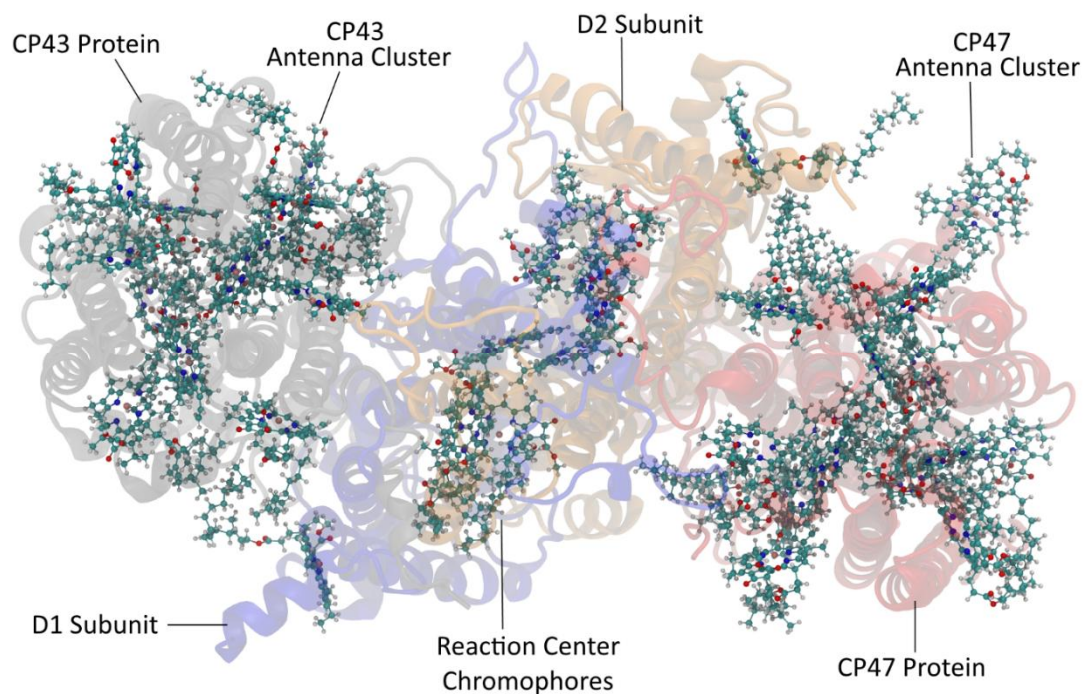 CP43 Protein
CP43
Antenna Cluster
D2 Subunit
CP47
Antenna Cluster
D1 Subunit
Reaction Center
Chromophores
CP47 Protein